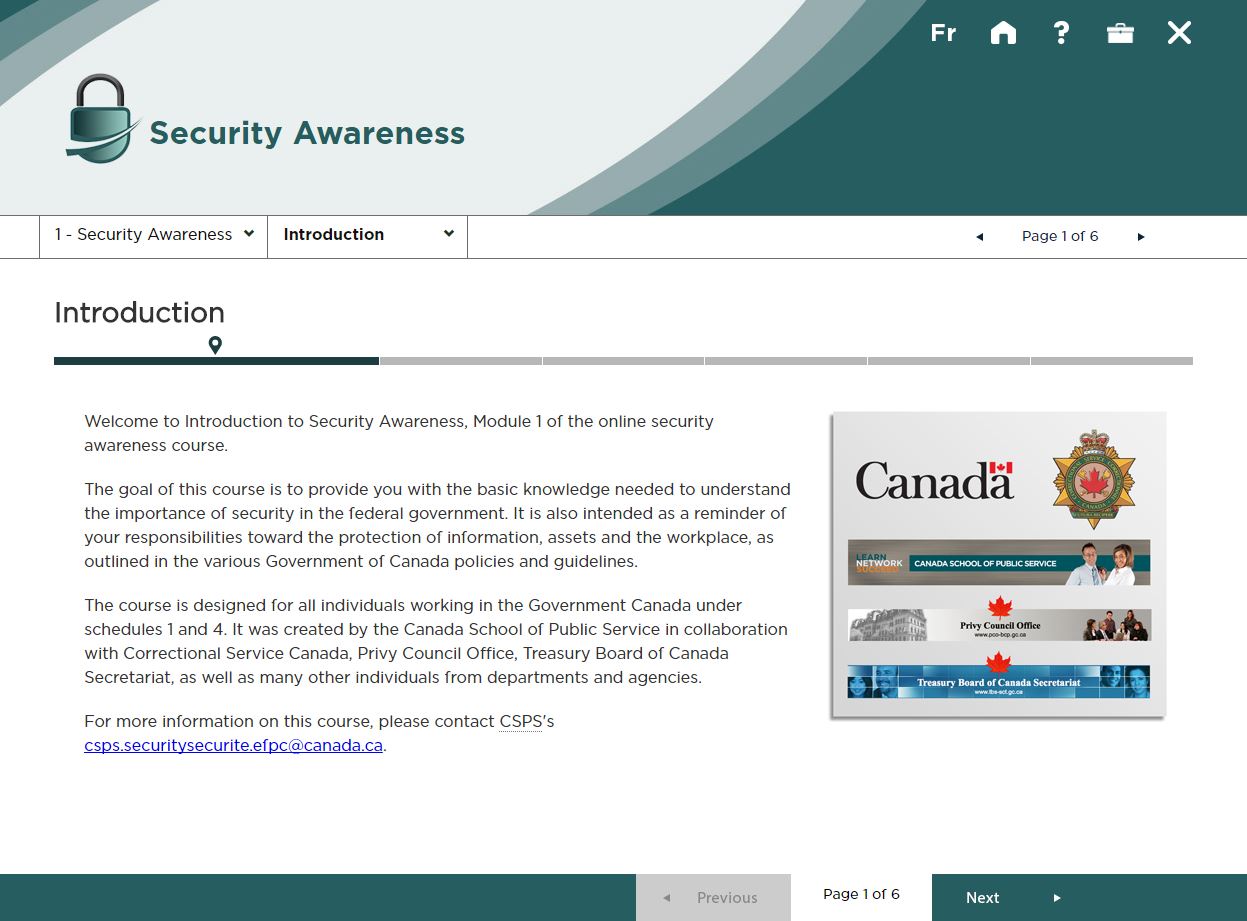 Fr
?
Security Awareness
1 - Security Awareness
Introduction
Page 1 of 6
Introduction
Welcome to Introduction to Security Awareness, Module 1 of the online security
awareness course.
The goal of this course is to provide you with the basic knowledge needed to understand
the importance of security in the federal government. It is also intended as a reminder of
your responsibilities toward the protection of information, assets and the workplace, as
outlined in the various Government of Canada policies and guidelines.
The course is designed for all individuals working in the Government Canada under
schedules 1 and 4. It was created by the Canada School of Public Service in collaboration
with Correctional Service Canada, Privy Council Office, Treasury Board of Canada
Secretariat, as well as many other individuals from departments and agencies.
For more information on this course, please contact CSPS's
csps.securitysecurite.efpc@canada.ca.
Canada
LEARN
NETWORK
SUCCEED
CANADA SCHOOL OF PUBLIC SERVICE
Privy Council Office
www.pco-bcp.gc.ca
Treasury Board of Canada Secretariat
www.tbs-sct.gc.ca
Previous
Page 1 of 6
Next